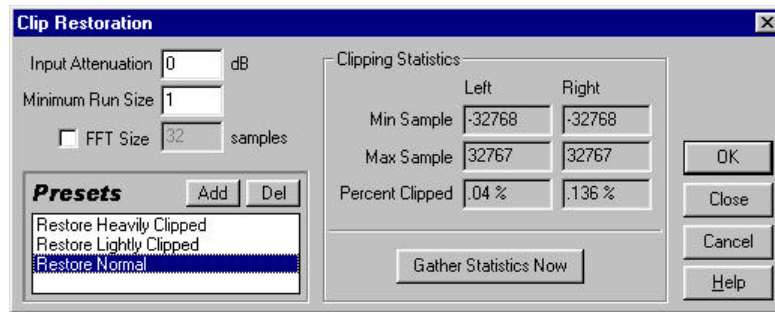 Clip Restoration
Input Attenuation 0 dB
Minimum Run Size 1
FFT Size 32 samples
Presets Add Del
Restore Heavily Clipped
Restore Lightly Clipped
Restore Normal
Clipping Statistics
Left Right
Min Sample -32768 -32768
Max Sample 32767 32767
Percent Clipped .04 % .136 %
Gather Statistics Now
OK
Close
Cancel
Help